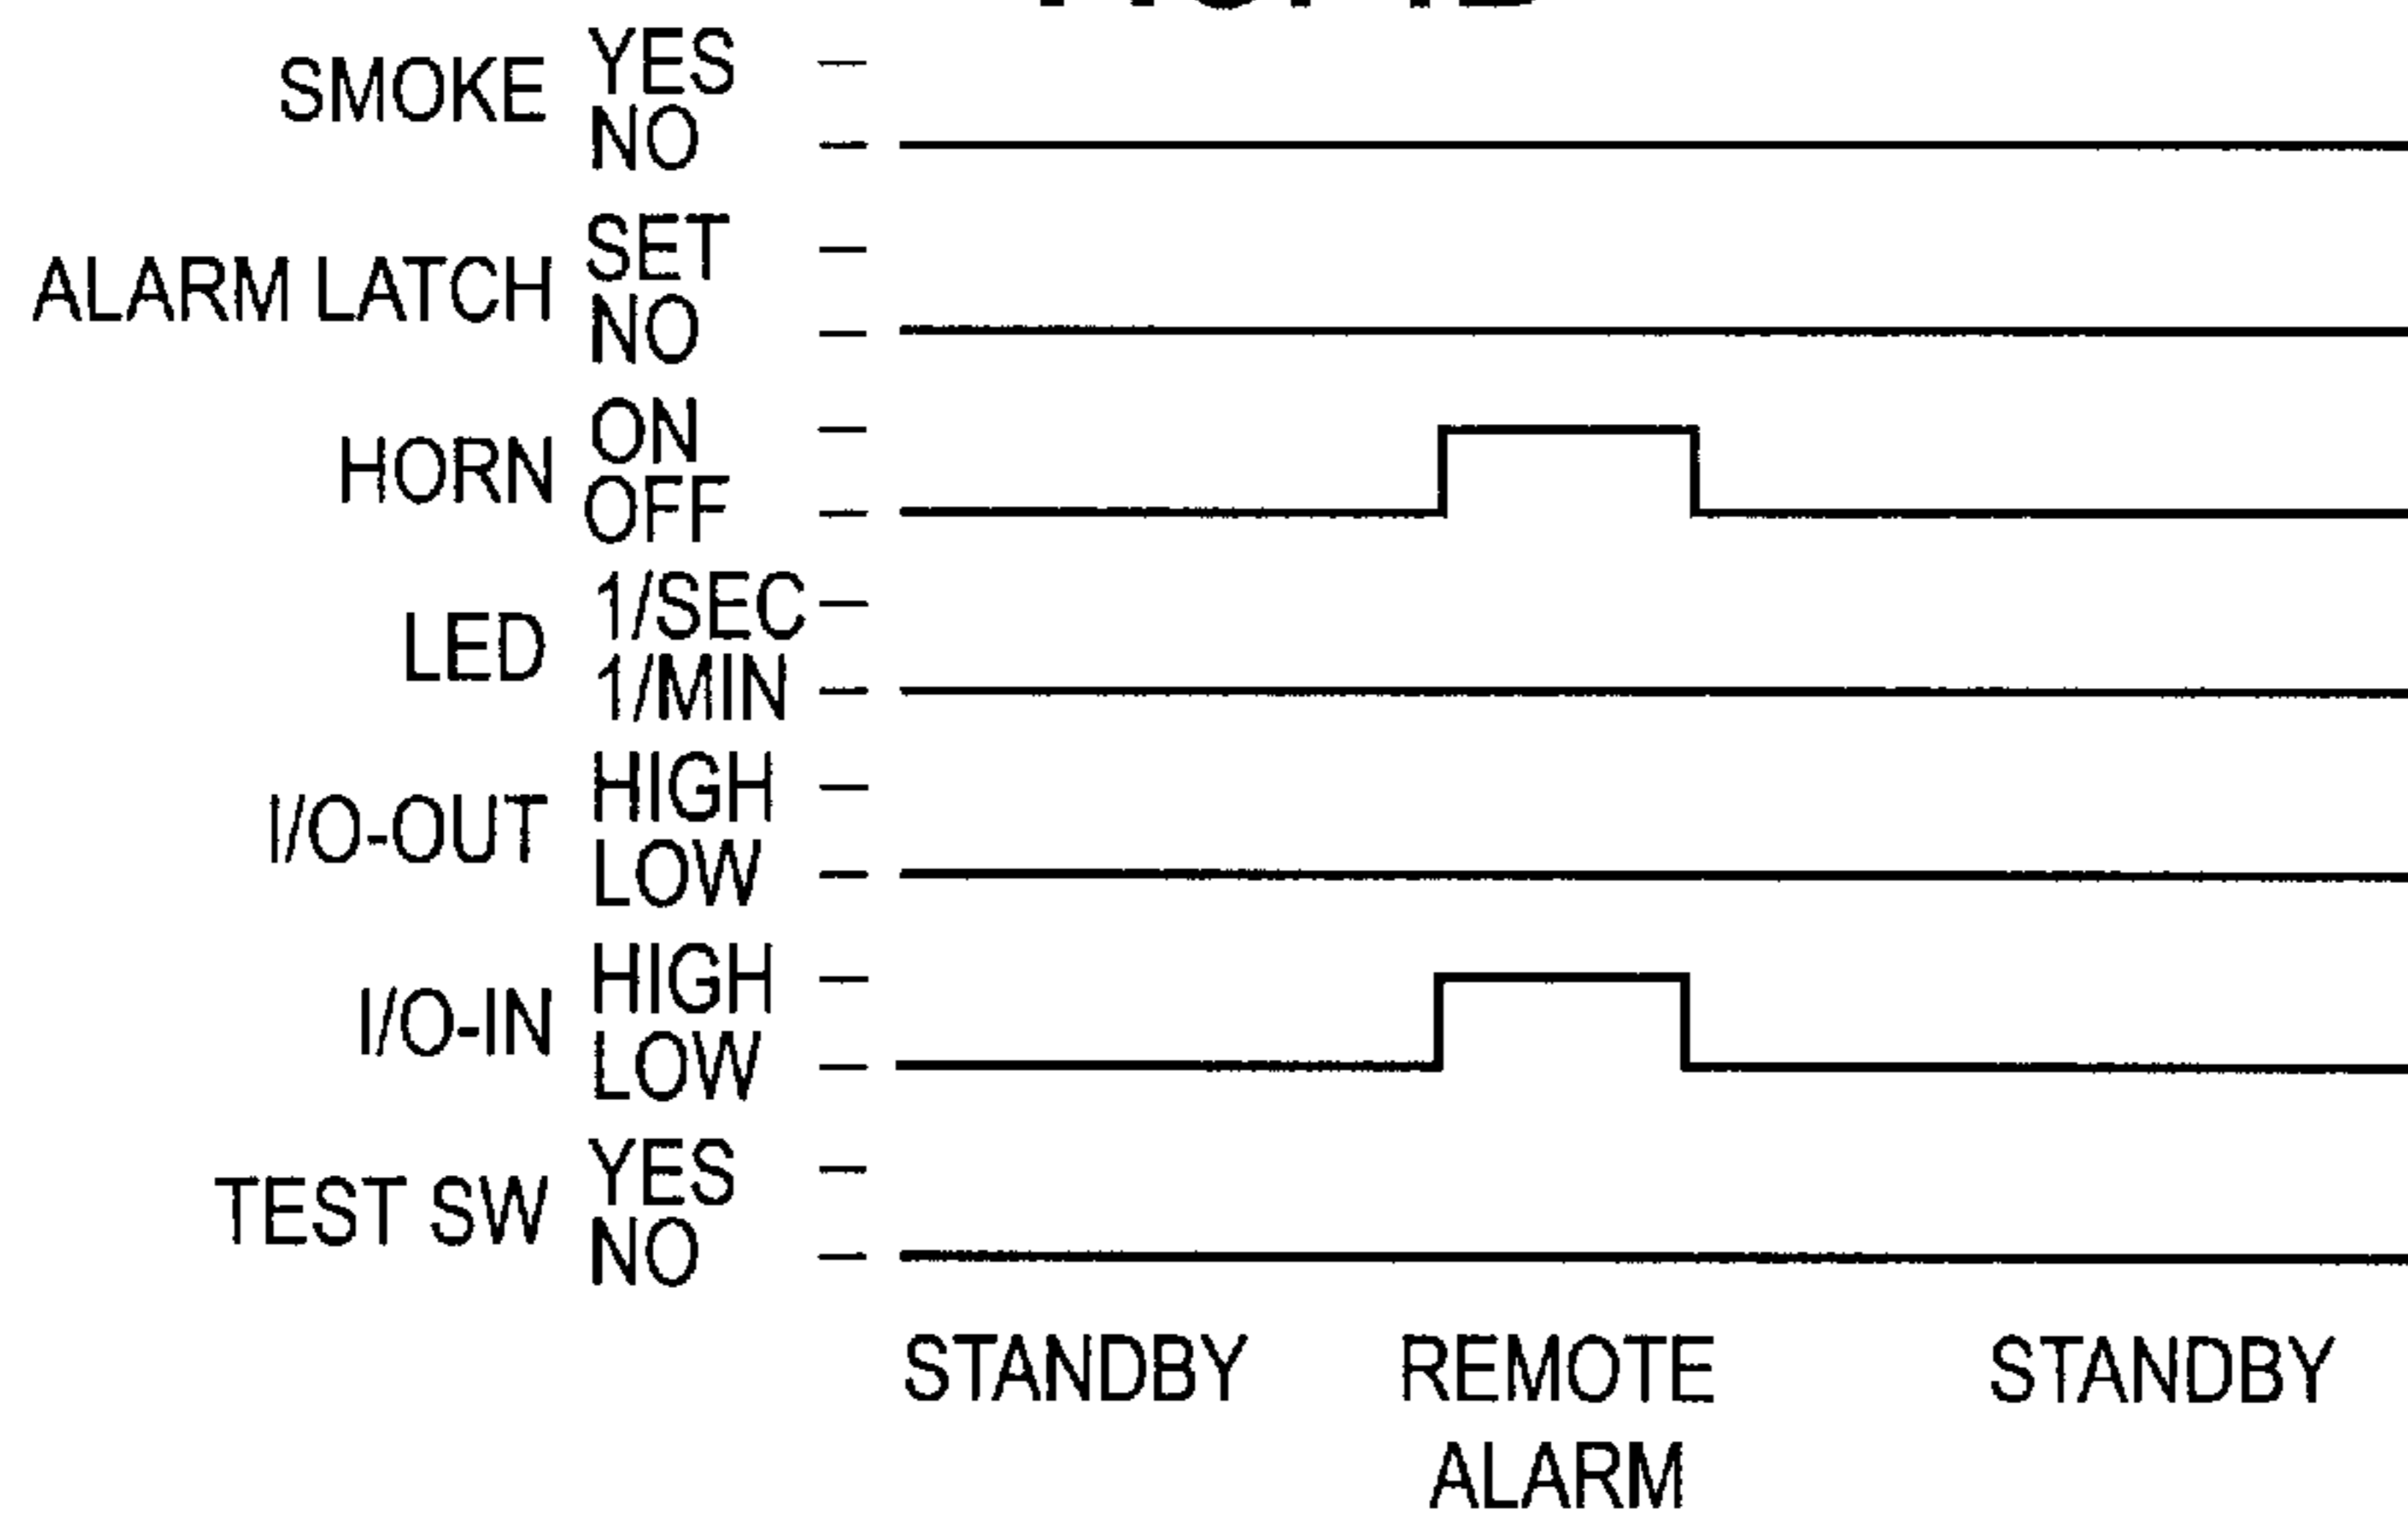 SMOKE YES
NO
ALARM LATCH SET
NO
HORN ON
OFF
LED 1/SEC
1/MIN
I/O-OUT HIGH
LOW
I/O-IN HIGH
LOW
TEST SW YES
NO
STANDBY REMOTE STANDBY
ALARM